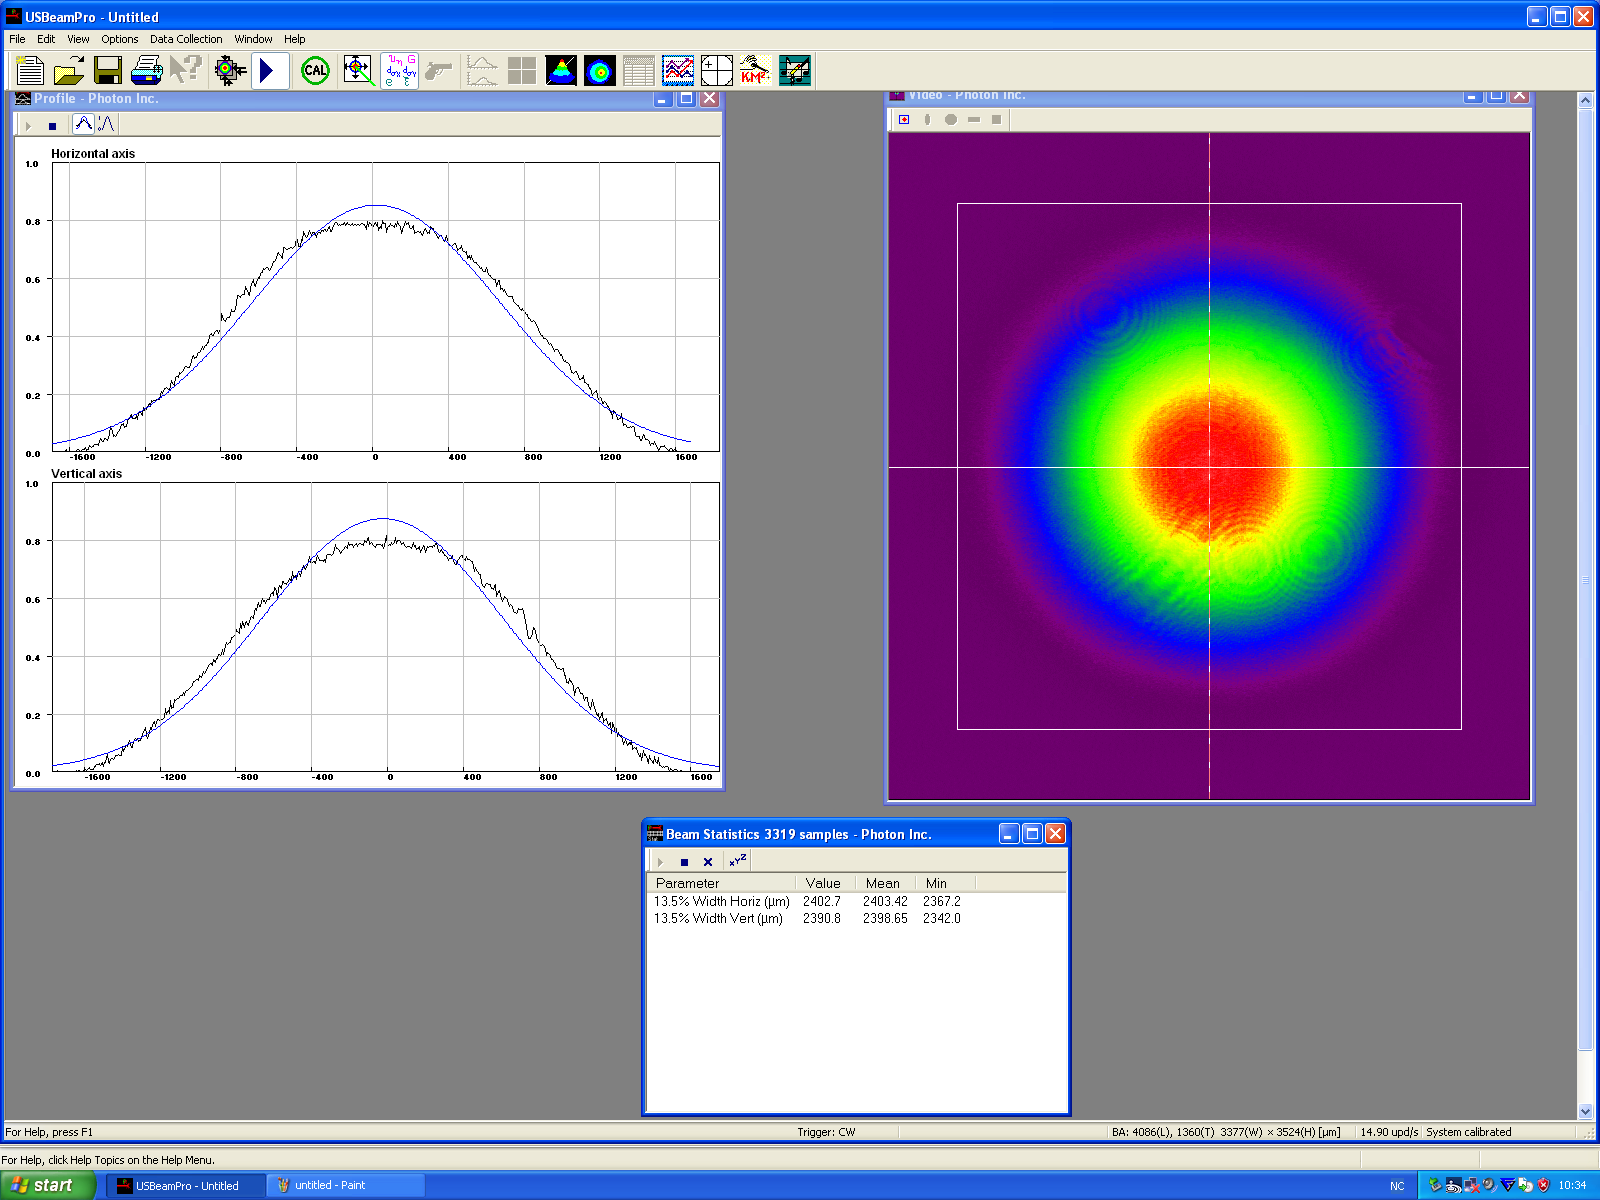 USBeamPro - Untitled
File Edit View Options Data Collection Window Help
CAL
KM²
Profile - Photon Inc.
Horizontal axis
1.0
0.8
0.6
0.4
0.2
0.0
-1600 -1200 -800 -400 0 400 800 1200 1600
Vertical axis
1.0
0.8
0.6
0.4
0.2
0.0
-1600 -1200 -800 -400 0 400 800 1200 1600
Video - Photon Inc.
Beam Statistics 3319 samples - Photon Inc.
Parameter Value Mean Min
13.5% Width Horiz (µm) 2402.7 2403.42 2367.2
13.5% Width Vert (µm) 2390.8 2398.65 2342.0
For Help, press F1
Trigger: CW
BA: 4086(L), 1360(T) 3377(W) × 3524(H) [µm]
14.90 upd/s
System calibrated
For Help, click Help Topics on the Help Menu.
start
USBeamPro - Untitled
untitled - Paint
NC
10:34